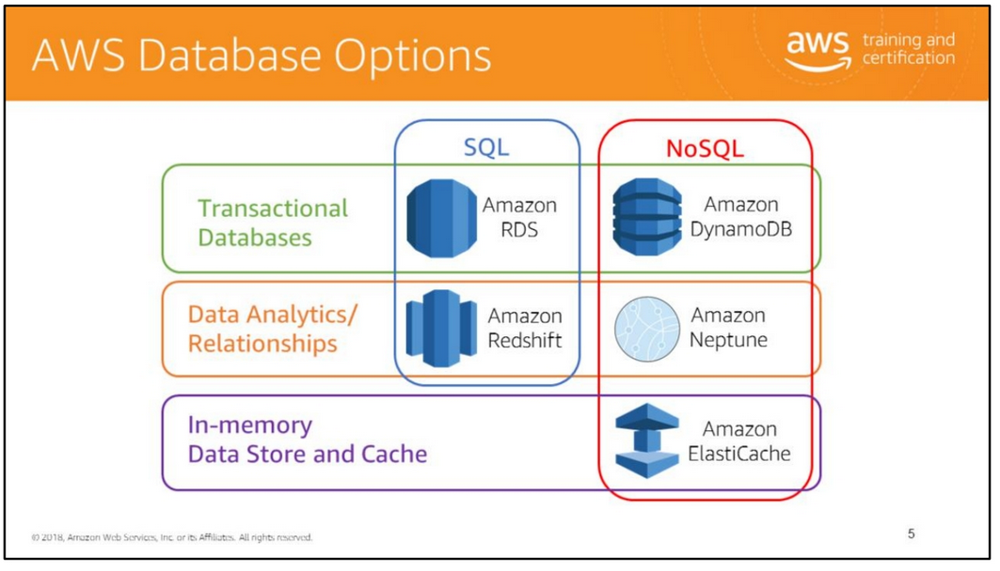 AWS Database Options
aws training and
certification
SQL
NoSQL
Transactional
Databases
Amazon
RDS
Amazon
DynamoDB
Data Analytics/
Relationships
Amazon
Redshift
Amazon
Neptune
In-memory
Data Store and Cache
Amazon
ElastiCache
© 2018, Amazon Web Services, Inc. or its Affiliates. All rights reserved.
5